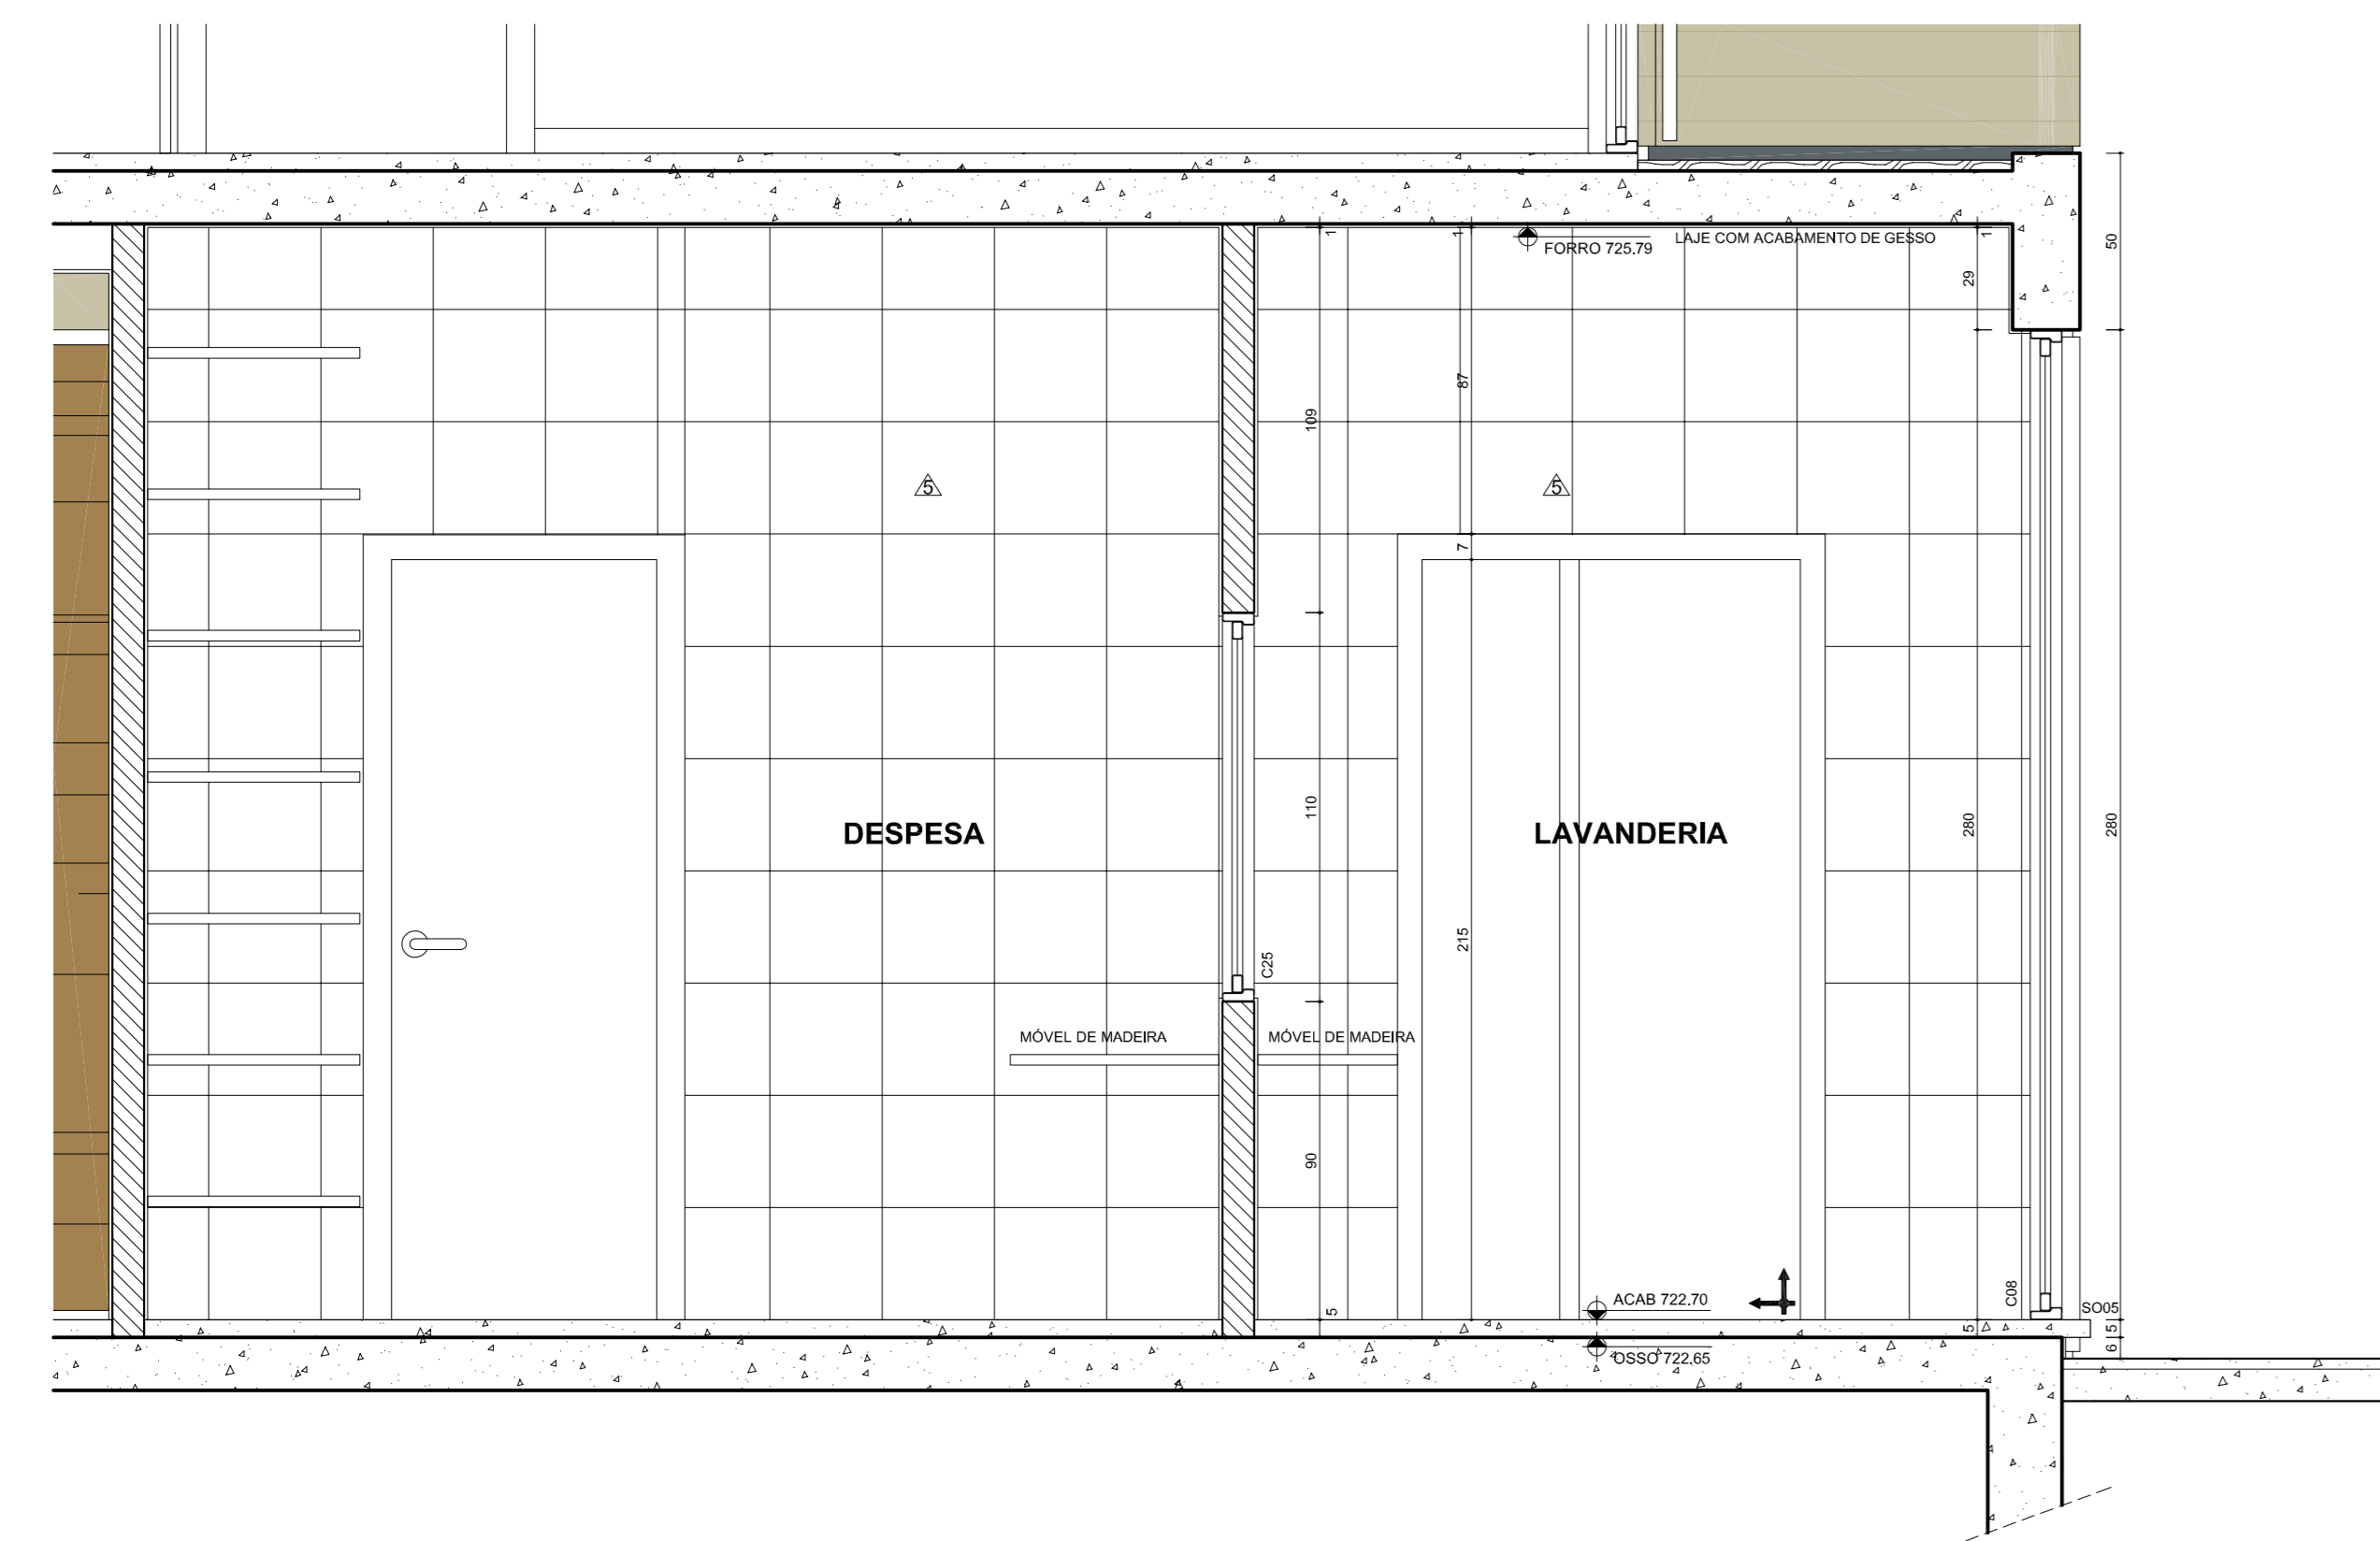 1
1
1
50
FORRO 725.79
LAJE COM ACABAMENTO DE GESSO
29
87
109
5
5
7
DESPESA
110
LAVANDERIA
280
280
215
C25
MÓVEL DE MADEIRA
MÓVEL DE MADEIRA
90
C08
ACAB 722.70
SO05
5
5
5
6
OSSO 722.65